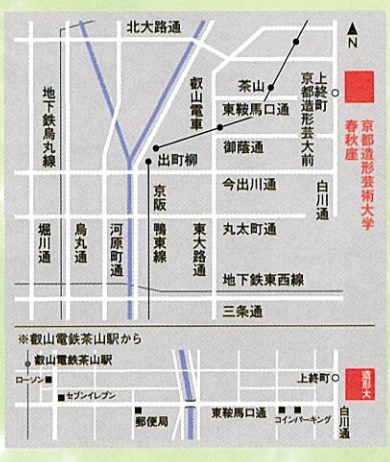 北大路通
N
叡山電車
茶山
上終町
京都造形芸大前
地下鉄烏丸線
東鞍馬口通
京都造形芸術大学
春秋座
御蔭通
出町柳
今出川通
白川通
京阪
鴨東線
堀川通
烏丸通
河原町通
東大路通
丸太町通
地下鉄東西線
三条通
※叡山電鉄茶山駅から
叡山電鉄茶山駅
ローソン
セブンイレブン
上終町
造形大
郵便局
東鞍馬口通
コインパーキング
白川通